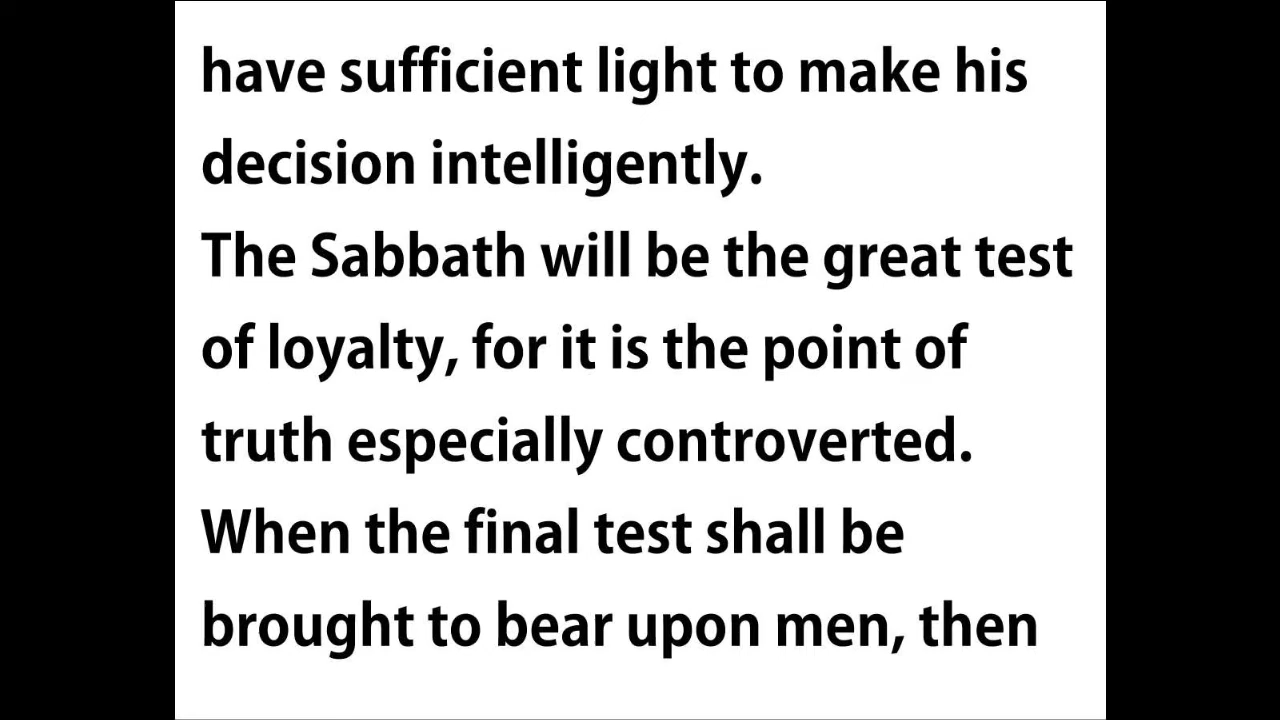 have sufficient light to make his
decision intelligently.
The Sabbath will be the great test
of loyalty, for it is the point of
truth especially controverted.
When the final test shall be
brought to bear upon men, then